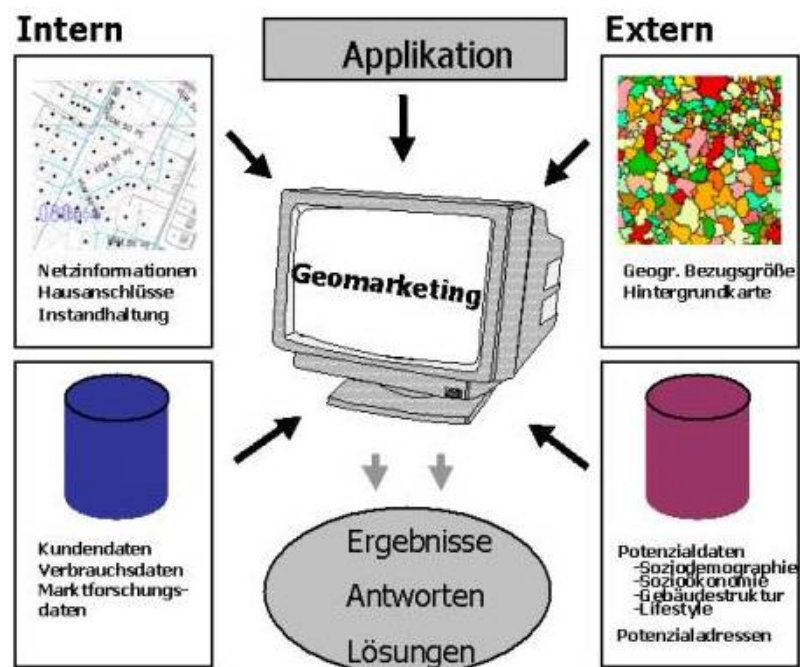 Intern
Applikation
Extern
Netzinformationen
Hausanschlüsse
Instandhaltung
Geomarketing
Geogr. Bezugsgröße
Hintergrundkarte
Kundendaten
Verbrauchsdaten
Marktforschungs-
daten
Ergebnisse
Antworten
Lösungen
Potenzialdaten
-Soziodemographie
-Sozioökonomie
-Gebäudestruktur
-Lifestyle
Potenzialadressen